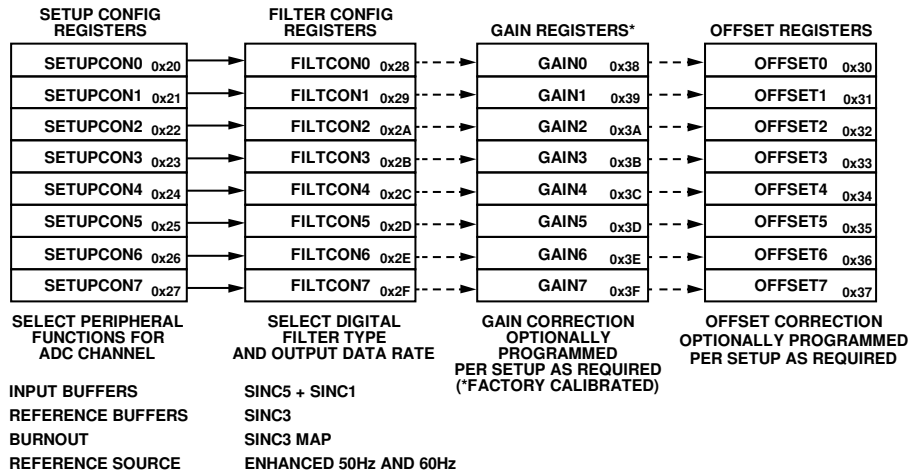 SETUP CONFIG
REGISTERS
FILTER CONFIG
REGISTERS
GAIN REGISTERS*
OFFSET REGISTERS
SETUPCON0 0x20
FILTCON0 0x28
GAIN0 0x38
OFFSET0 0x30
SETUPCON1 0x21
FILTCON1 0x29
GAIN1 0x39
OFFSET1 0x31
SETUPCON2 0x22
FILTCON2 0x2A
GAIN2 0x3A
OFFSET2 0x32
SETUPCON3 0x23
FILTCON3 0x2B
GAIN3 0x3B
OFFSET3 0x33
SETUPCON4 0x24
FILTCON4 0x2C
GAIN4 0x3C
OFFSET4 0x34
SETUPCON5 0x25
FILTCON5 0x2D
GAIN5 0x3D
OFFSET5 0x35
SETUPCON6 0x26
FILTCON6 0x2E
GAIN6 0x3E
OFFSET6 0x36
SETUPCON7 0x27
FILTCON7 0x2F
GAIN7 0x3F
OFFSET7 0x37
SELECT PERIPHERAL
FUNCTIONS FOR
ADC CHANNEL
SELECT DIGITAL
FILTER TYPE
AND OUTPUT DATA RATE
GAIN CORRECTION
OPTIONALLY
PROGRAMMED
PER SETUP AS REQUIRED
(*FACTORY CALIBRATED)
OFFSET CORRECTION
OPTIONALLY PROGRAMMED
PER SETUP AS REQUIRED
INPUT BUFFERS
REFERENCE BUFFERS
BURNOUT
REFERENCE SOURCE
SINC5 + SINC1
SINC3
SINC3 MAP
ENHANCED 50Hz AND 60Hz